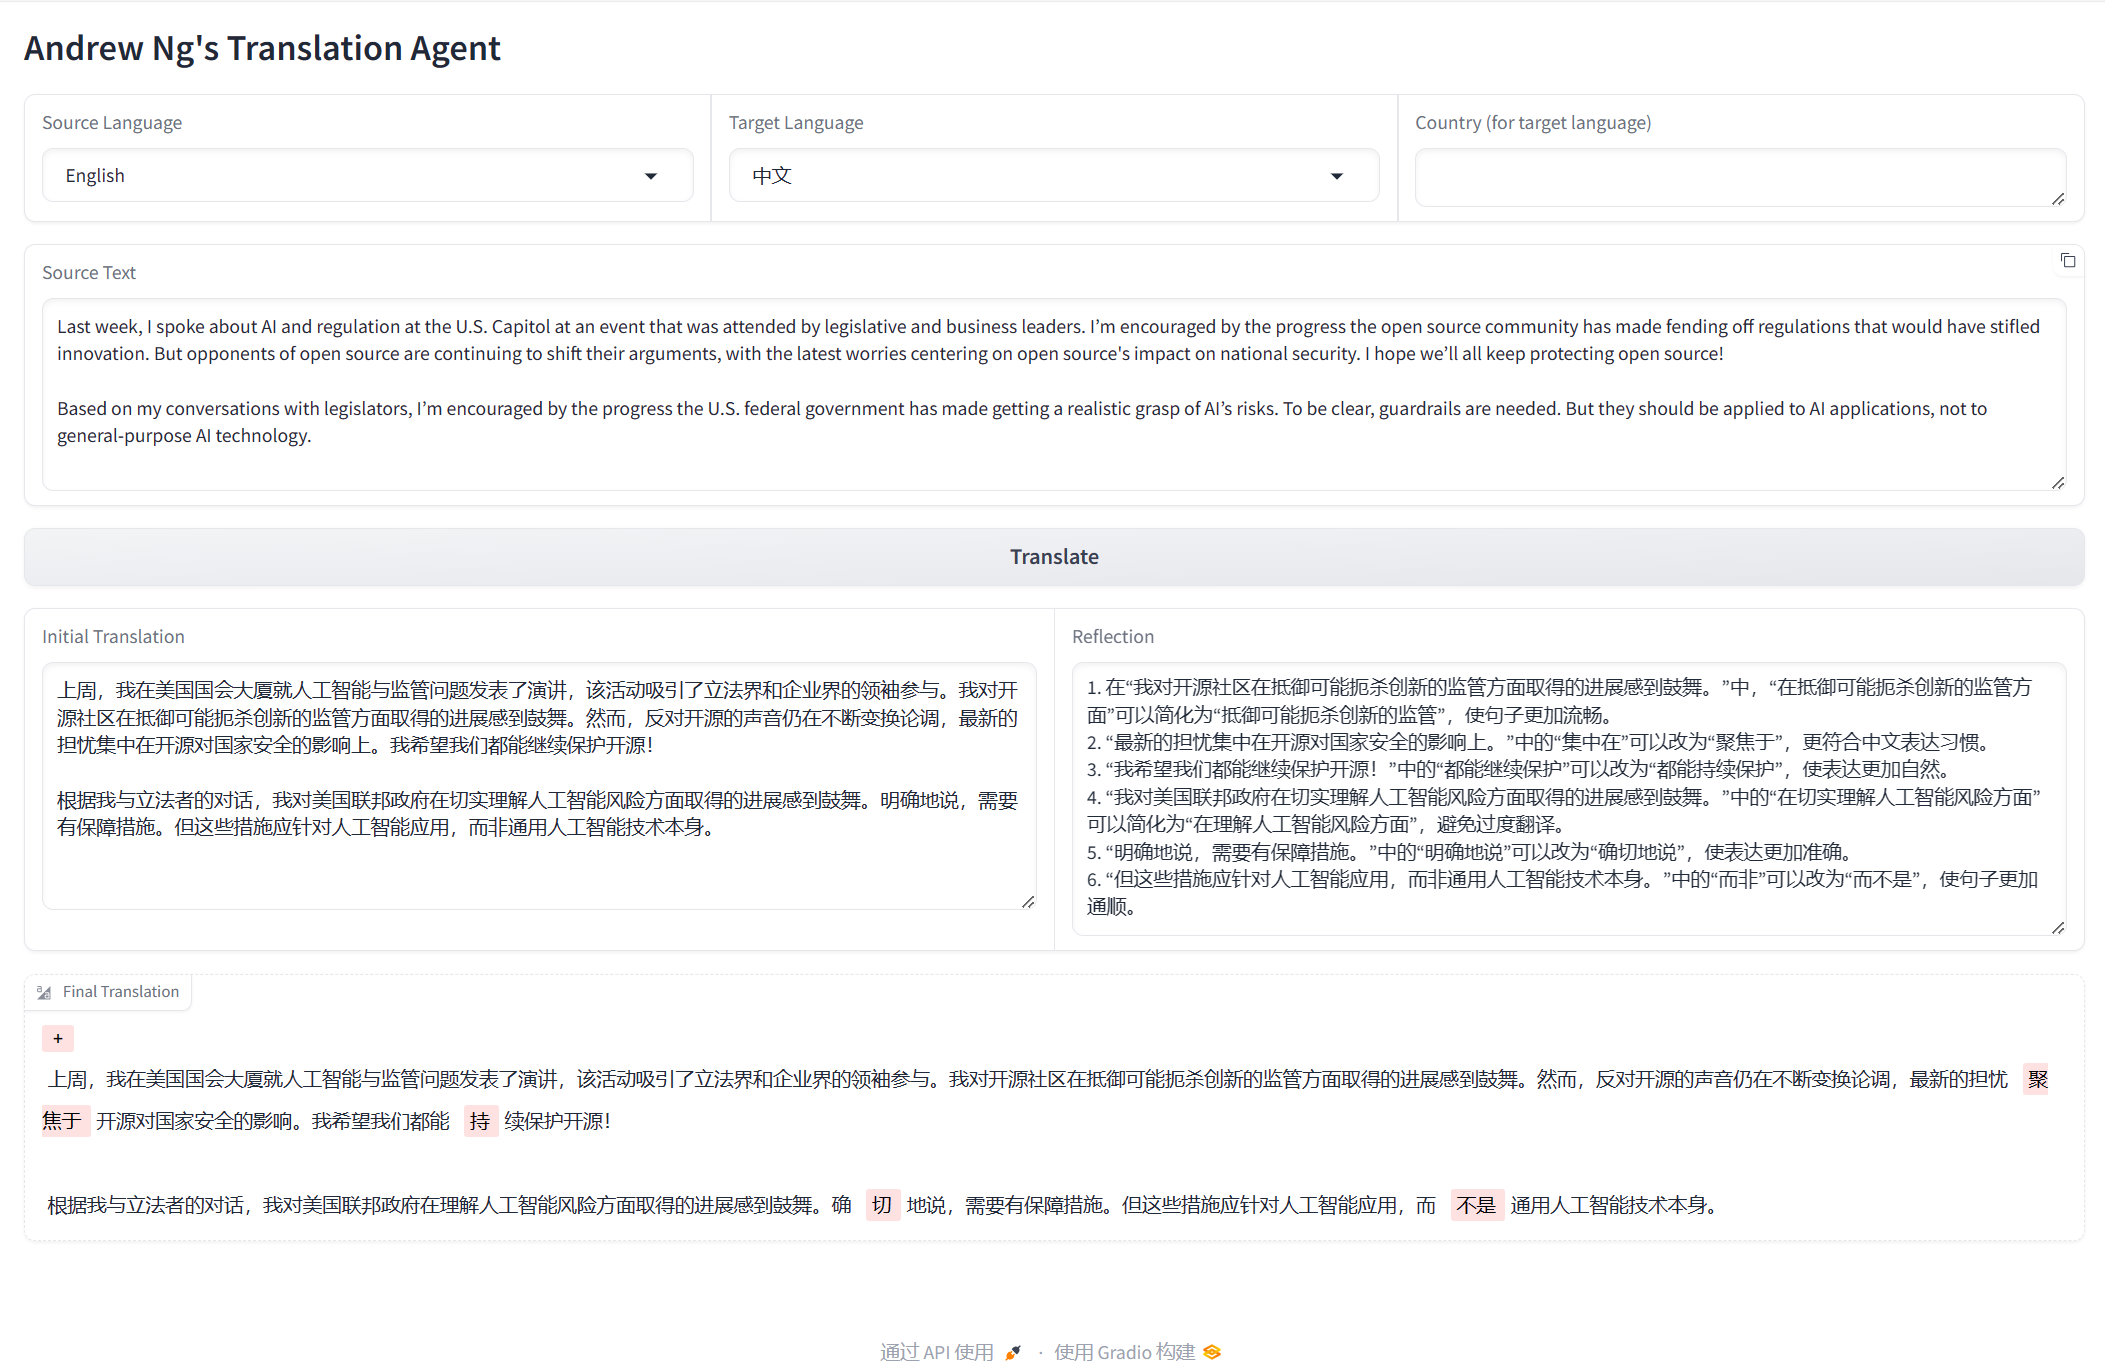 Andrew Ng's Translation Agent
Source Language
Target Language
Country (for target language)
English
中文
Source Text
Last week, I spoke about AI and regulation at the U.S. Capitol at an event that was attended by legislative and business leaders. I’m encouraged by the progress the open source community has made fending off regulations that would have stifled
innovation. But opponents of open source are continuing to shift their arguments, with the latest worries centering on open source's impact on national security. I hope we’ll all keep protecting open source!
Based on my conversations with legislators, I’m encouraged by the progress the U.S. federal government has made getting a realistic grasp of AI’s risks. To be clear, guardrails are needed. But they should be applied to AI applications, not to
general-purpose AI technology.
Translate
Initial Translation
上周，我在美国国会大厦就人工智能与监管问题发表了演讲，该活动吸引了立法界和企业界的领袖参与。我对开
源社区在抵御可能扼杀创新的监管方面取得的进展感到鼓舞。然而，反对开源的声音仍在不断变换论调，最新的
担忧集中在开源对国家安全的影响上。我希望我们都能继续保护开源！
根据我与立法者的对话，我对美国联邦政府在切实理解人工智能风险方面取得的进展感到鼓舞。明确地说，需要
有保障措施。但这些措施应针对人工智能应用，而非通用人工智能技术本身。
Reflection
1. 在“我对开源社区在抵御可能扼杀创新的监管方面取得的进展感到鼓舞。”中，“在抵御可能扼杀创新的监管方
面”可以简化为“抵御可能扼杀创新的监管”，使句子更加流畅。
2. “最新的担忧集中在开源对国家安全的影响上。”中的“集中在”可以改为“聚焦于”，更符合中文表达习惯。
3. “我希望我们都能继续保护开源！”中的“都能继续保护”可以改为“都能持续保护”，使表达更加自然。
4. “我对美国联邦政府在切实理解人工智能风险方面取得的进展感到鼓舞。”中的“在切实理解人工智能风险方面”
可以简化为“在理解人工智能风险方面”，避免过度翻译。
5. “明确地说，需要有保障措施。”中的“明确地说”可以改为“确切地说”，使表达更加准确。
6. “但这些措施应针对人工智能应用，而非通用人工智能技术本身。”中的“而非”可以改为“而不是”，使句子更加
通顺。
Final Translation
+
上周，我在美国国会大厦就人工智能与监管问题发表了演讲，该活动吸引了立法界和企业界的领袖参与。我对开源社区在抵御可能扼杀创新的监管方面取得的进展感到鼓舞。然而，反对开源的声音仍在不断变换论调，最新的担忧 聚
焦于 开源对国家安全的影响。我希望我们都能 持 续保护开源！
根据我与立法者的对话，我对美国联邦政府在理解人工智能风险方面取得的进展感到鼓舞。确 切 地说，需要有保障措施。但这些措施应针对人工智能应用，而 不是 通用人工智能技术本身。
通过 API 使用 · 使用 Gradio 构建